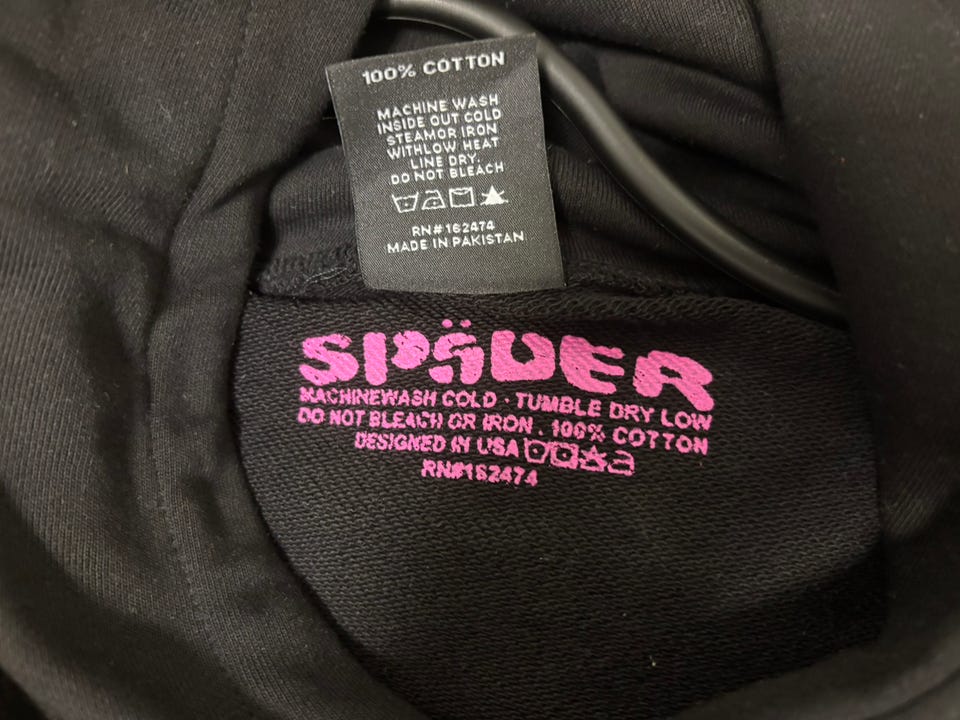 100% COTTON
MACHINE WASH
INSIDE OUT COLD
STEAMOR IRON
WITHLOW HEAT
LINE DRY.
DO NOT BLEACH
RN#162474
MADE IN PAKISTAN
SPÄDER
MACHINEWASH COLD · TUMBLE DRY LOW
DO NOT BLEACH OR IRON . 100% COTTON
DESIGNED IN USA
RN#162474